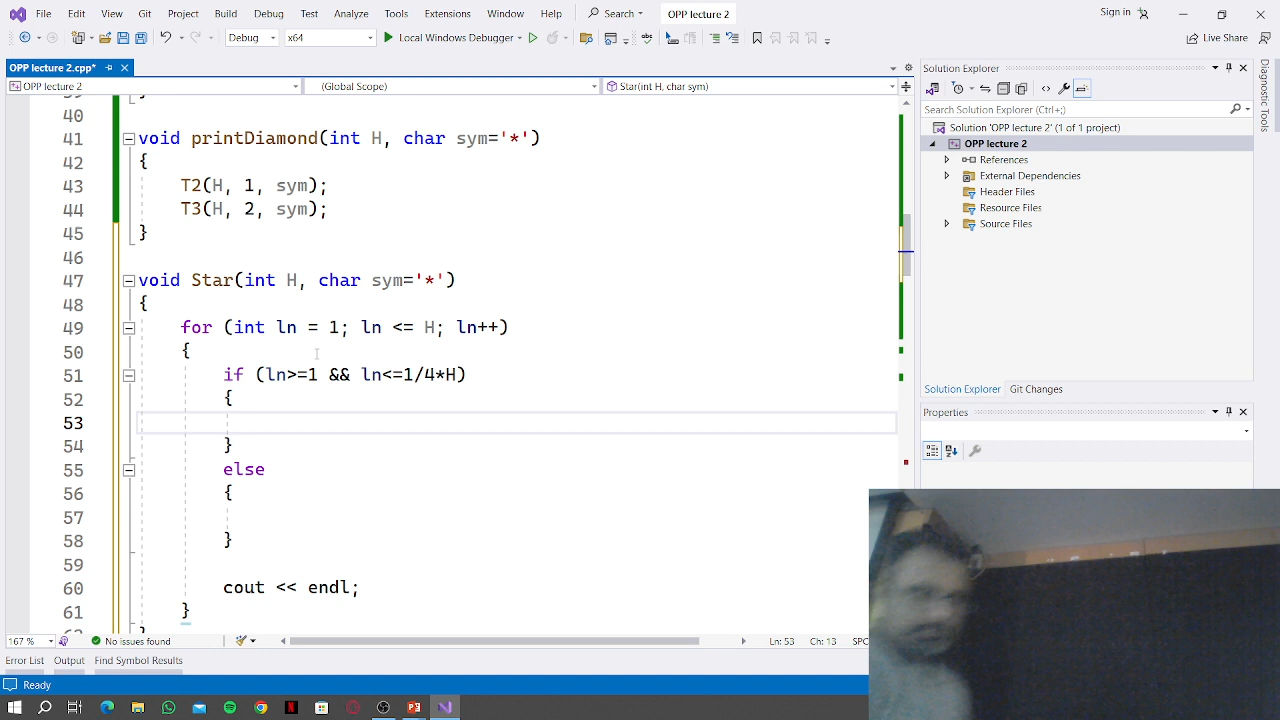 File Edit View Git Project Build Debug Test Analyze Tools Extensions Window Help Search OPP lecture 2 Sign in
Debug x64 Local Windows Debugger Live Share
OPP lecture 2.cpp*
OPP lecture 2 (Global Scope) Star(int H, char sym)
40
41 void printDiamond(int H, char sym='*')
42 {
43 T2(H, 1, sym);
44 T3(H, 2, sym);
45 }
46
47 void Star(int H, char sym='*')
48 {
49 for (int ln = 1; ln <= H; ln++)
50 {
51 if (ln>=1 && ln<=1/4*H)
52 {
53
54 }
55 else
56 {
57
58 }
59
60 cout << endl;
61 }
167 % No issues found Ln: 53 Ch: 13 SPC
Error List Output Find Symbol Results
Ready
Solution Explorer
Search Solution Explorer (Ctrl+;)
Solution 'OPP lecture 2' (1 of 1 project)
OPP lecture 2
References
External Dependencies
Header Files
Resource Files
Source Files
Solution Explorer Git Changes
Properties
Diagnostic Tools